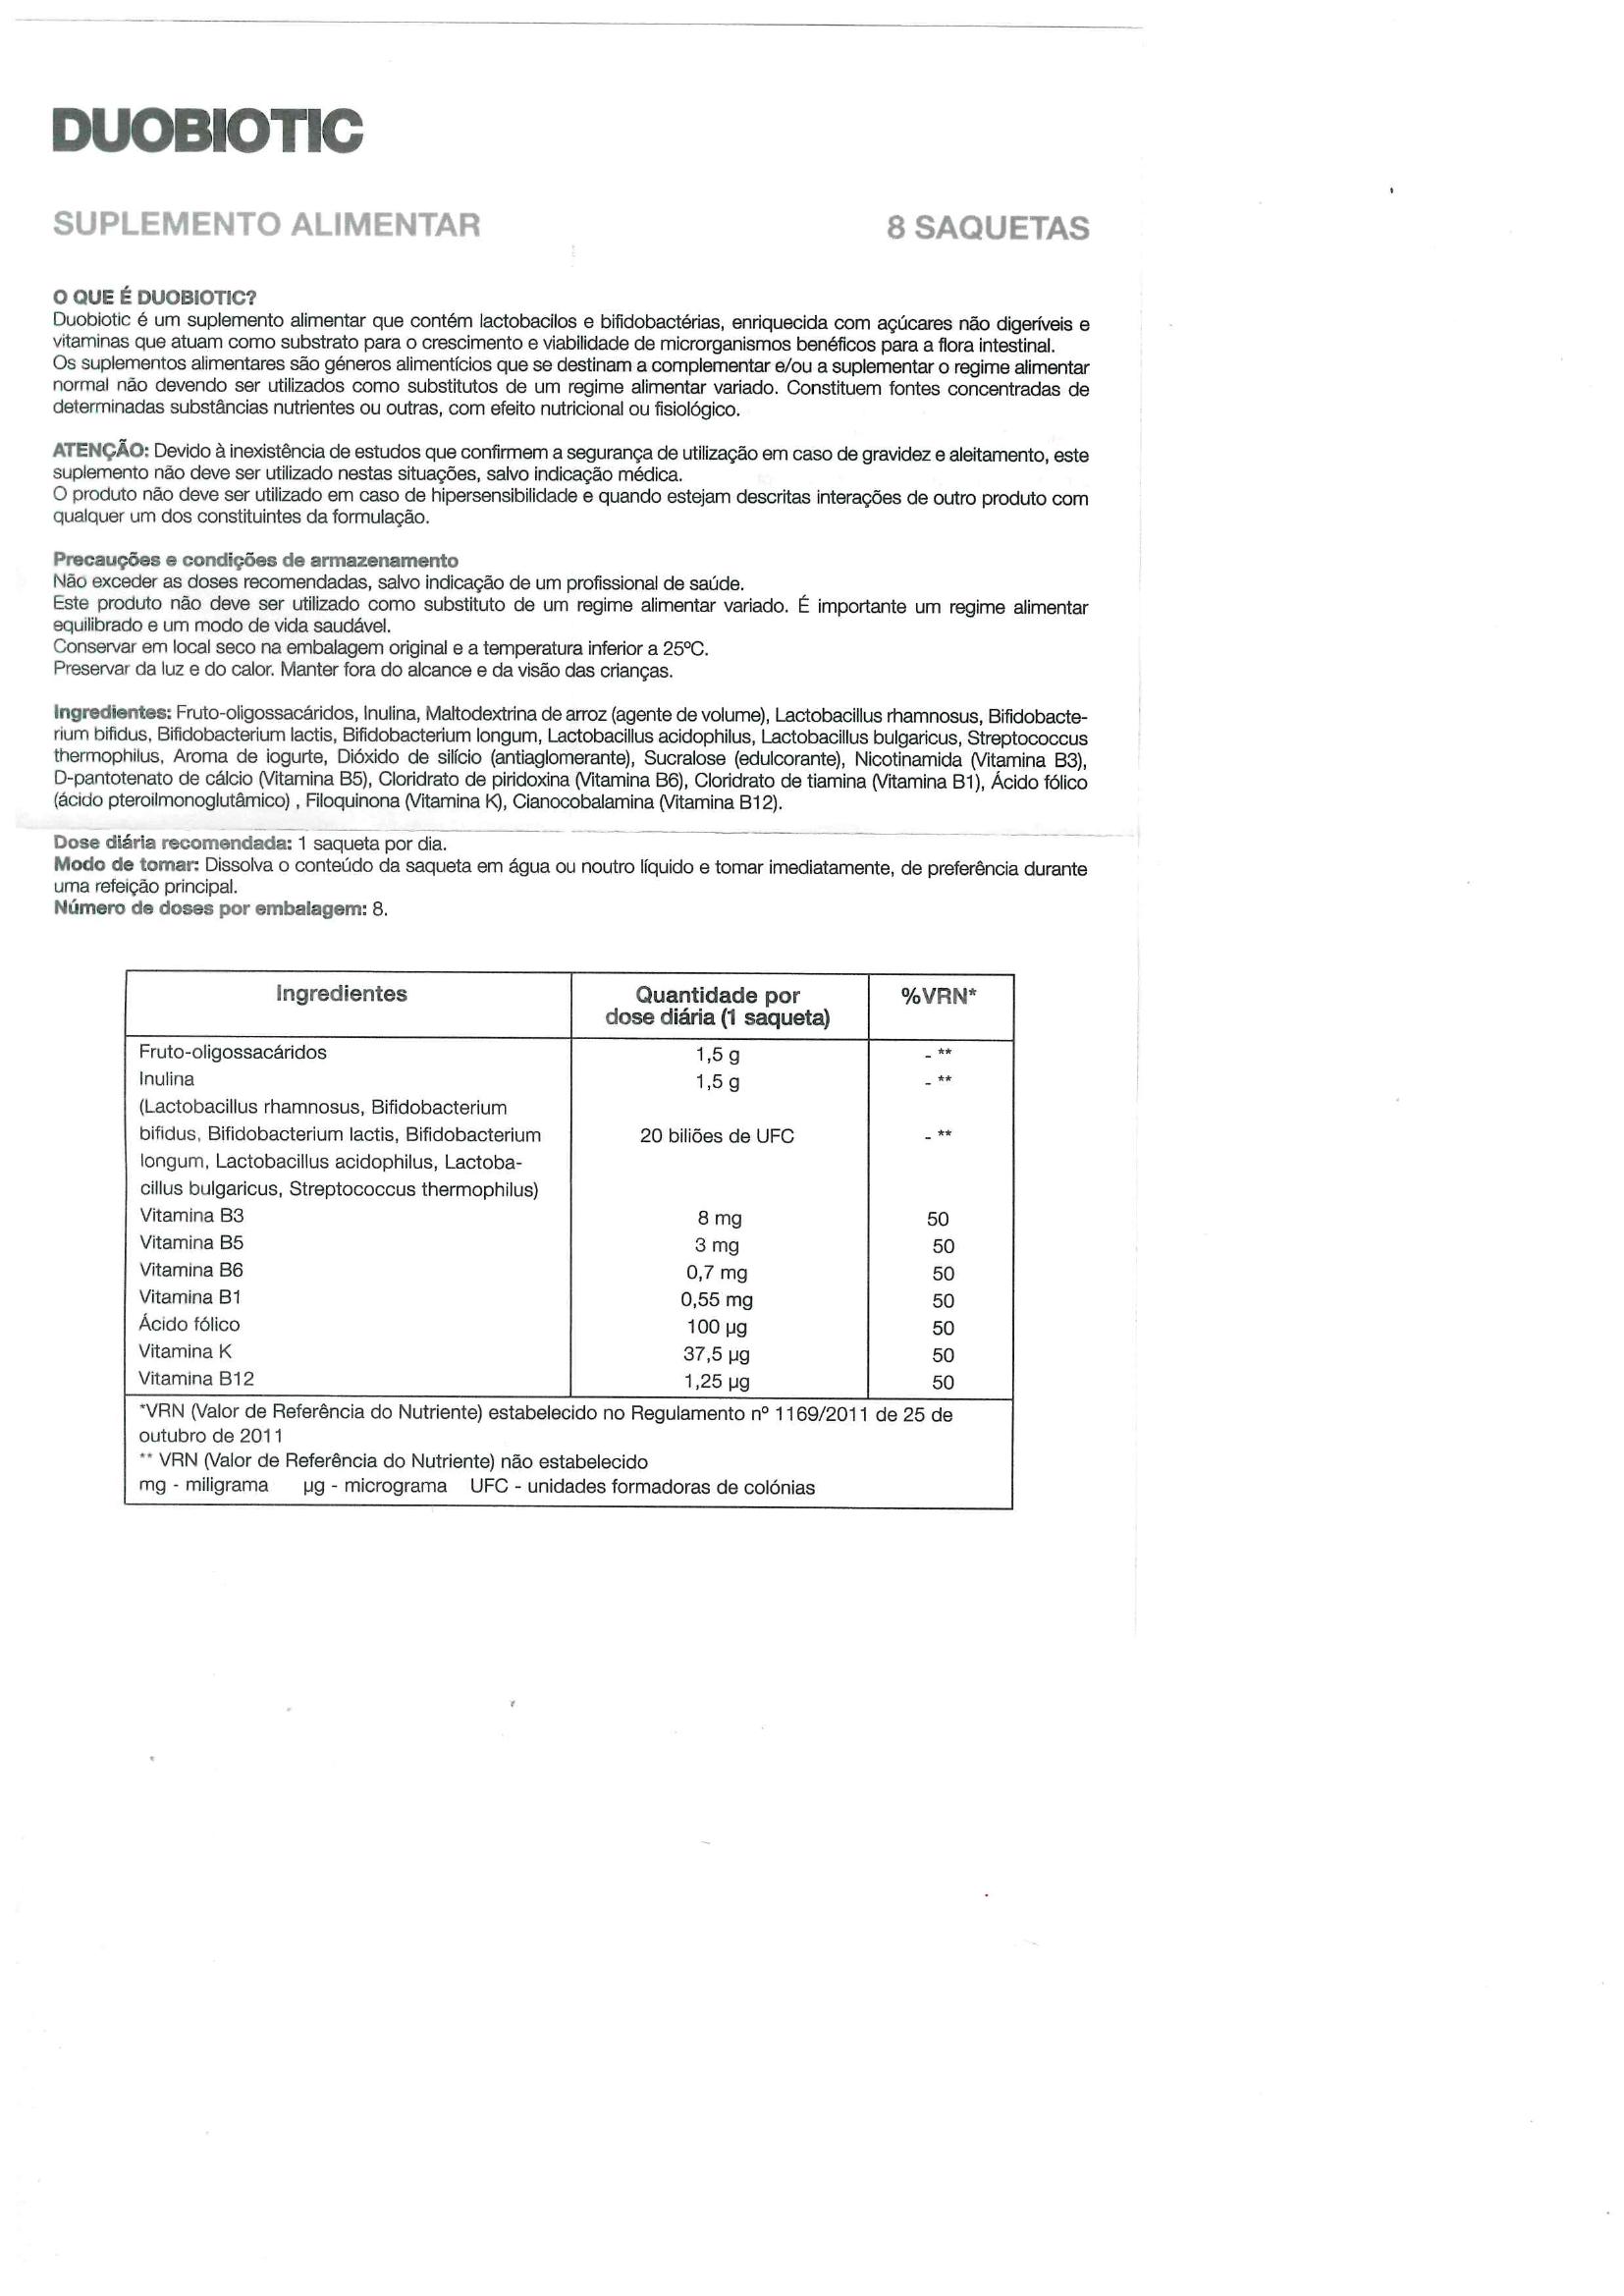 DUOBIOTIC
SUPLEMENTO ALIMENTAR 8 SAQUETAS
O QUE É DUOBIOTIC?
Duobiotic é um suplemento alimentar que contém lactobacilos e bifidobactérias, enriquecida com açúcares não digeríveis e
vitaminas que atuam como substrato para o crescimento e viabilidade de microrganismos benéficos para a flora intestinal.
Os suplementos alimentares são géneros alimentícios que se destinam a complementar e/ou a suplementar o regime alimentar
normal não devendo ser utilizados como substitutos de um regime alimentar variado. Constituem fontes concentradas de
determinadas substâncias nutrientes ou outras, com efeito nutricional ou fisiológico.
ATENÇÃO: Devido à inexistência de estudos que confirmem a segurança de utilização em caso de gravidez e aleitamento, este
suplemento não deve ser utilizado nestas situações, salvo indicação médica.
O produto não deve ser utilizado em caso de hipersensibilidade e quando estejam descritas interações de outro produto com
qualquer um dos constituintes da formulação.
Precauções e condições de armazenamento
Não exceder as doses recomendadas, salvo indicação de um profissional de saúde.
Este produto não deve ser utilizado como substituto de um regime alimentar variado. É importante um regime alimentar
equilibrado e um modo de vida saudável.
Conservar em local seco na embalagem original e a temperatura inferior a 25ºC.
Preservar da luz e do calor. Manter fora do alcance e da visão das crianças.
Ingredientes: Fruto-oligossacáridos, Inulina, Maltodextrina de arroz (agente de volume), Lactobacillus rhamnosus, Bifidobacte-
rium bifidus, Bifidobacterium lactis, Bifidobacterium longum, Lactobacillus acidophilus, Lactobacillus bulgaricus, Streptococcus
thermophilus, Aroma de iogurte, Dióxido de silício (antiaglomerante), Sucralose (edulcorante), Nicotinamida (Vitamina B3),
D-pantotenato de cálcio (Vitamina B5), Cloridrato de piridoxina (Vitamina B6), Cloridrato de tiamina (Vitamina B1), Ácido fólico
(ácido pteroilmonoglutâmico) , Filoquinona (Vitamina K), Cianocobalamina (Vitamina B12).
Dose diária recomendada: 1 saqueta por dia.
Modo de tomar: Dissolva o conteúdo da saqueta em água ou noutro líquido e tomar imediatamente, de preferência durante
uma refeição principal.
Número de doses por embalagem: 8.
Ingredientes Quantidade por %VRN*
dose diária (1 saqueta)
Fruto-oligossacáridos 1,5 g - **
Inulina 1,5 g - **
(Lactobacillus rhamnosus, Bifidobacterium
bifidus, Bifidobacterium lactis, Bifidobacterium 20 biliões de UFC - **
longum, Lactobacillus acidophilus, Lactoba-
cillus bulgaricus, Streptococcus thermophilus)
Vitamina B3 8 mg 50
Vitamina B5 3 mg 50
Vitamina B6 0,7 mg 50
Vitamina B1 0,55 mg 50
Ácido fólico 100 µg 50
Vitamina K 37,5 µg 50
Vitamina B12 1,25 µg 50
*VRN (Valor de Referência do Nutriente) estabelecido no Regulamento nº 1169/2011 de 25 de
outubro de 2011
** VRN (Valor de Referência do Nutriente) não estabelecido
mg - miligrama µg - micrograma UFC - unidades formadoras de colónias